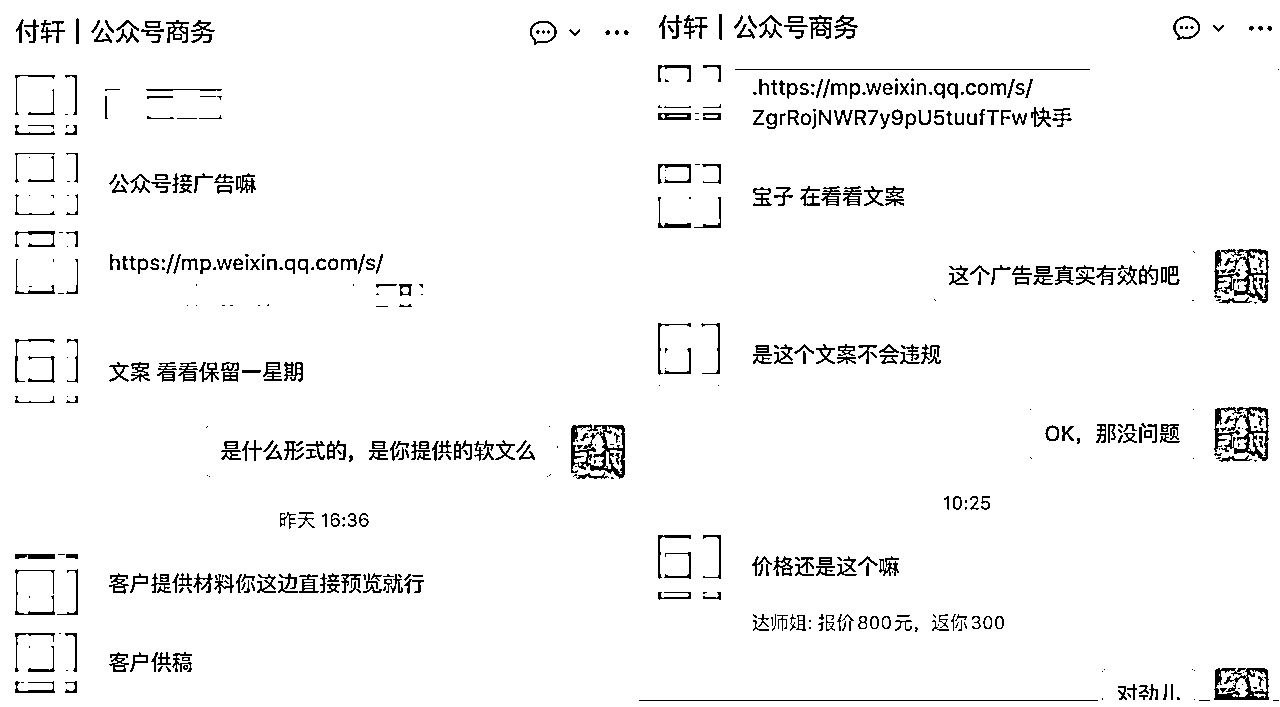 付轩 | 公众号商务
公众号接广告嘛
https://mp.weixin.qq.com/s/
文案 看看保留一星期
是什么形式的，是你提供的软文么
昨天 16:36
客户提供材料你这边直接预览就行
客户供稿
付轩 | 公众号商务
.https://mp.weixin.qq.com/s/
ZgrRojNWR7y9pU5tuufTFw快手
宝子 在看看文案
这个广告是真实有效的吧
是这个文案不会违规
OK，那没问题
10:25
价格还是这个嘛
达师姐: 报价800元，返你300
对劲儿